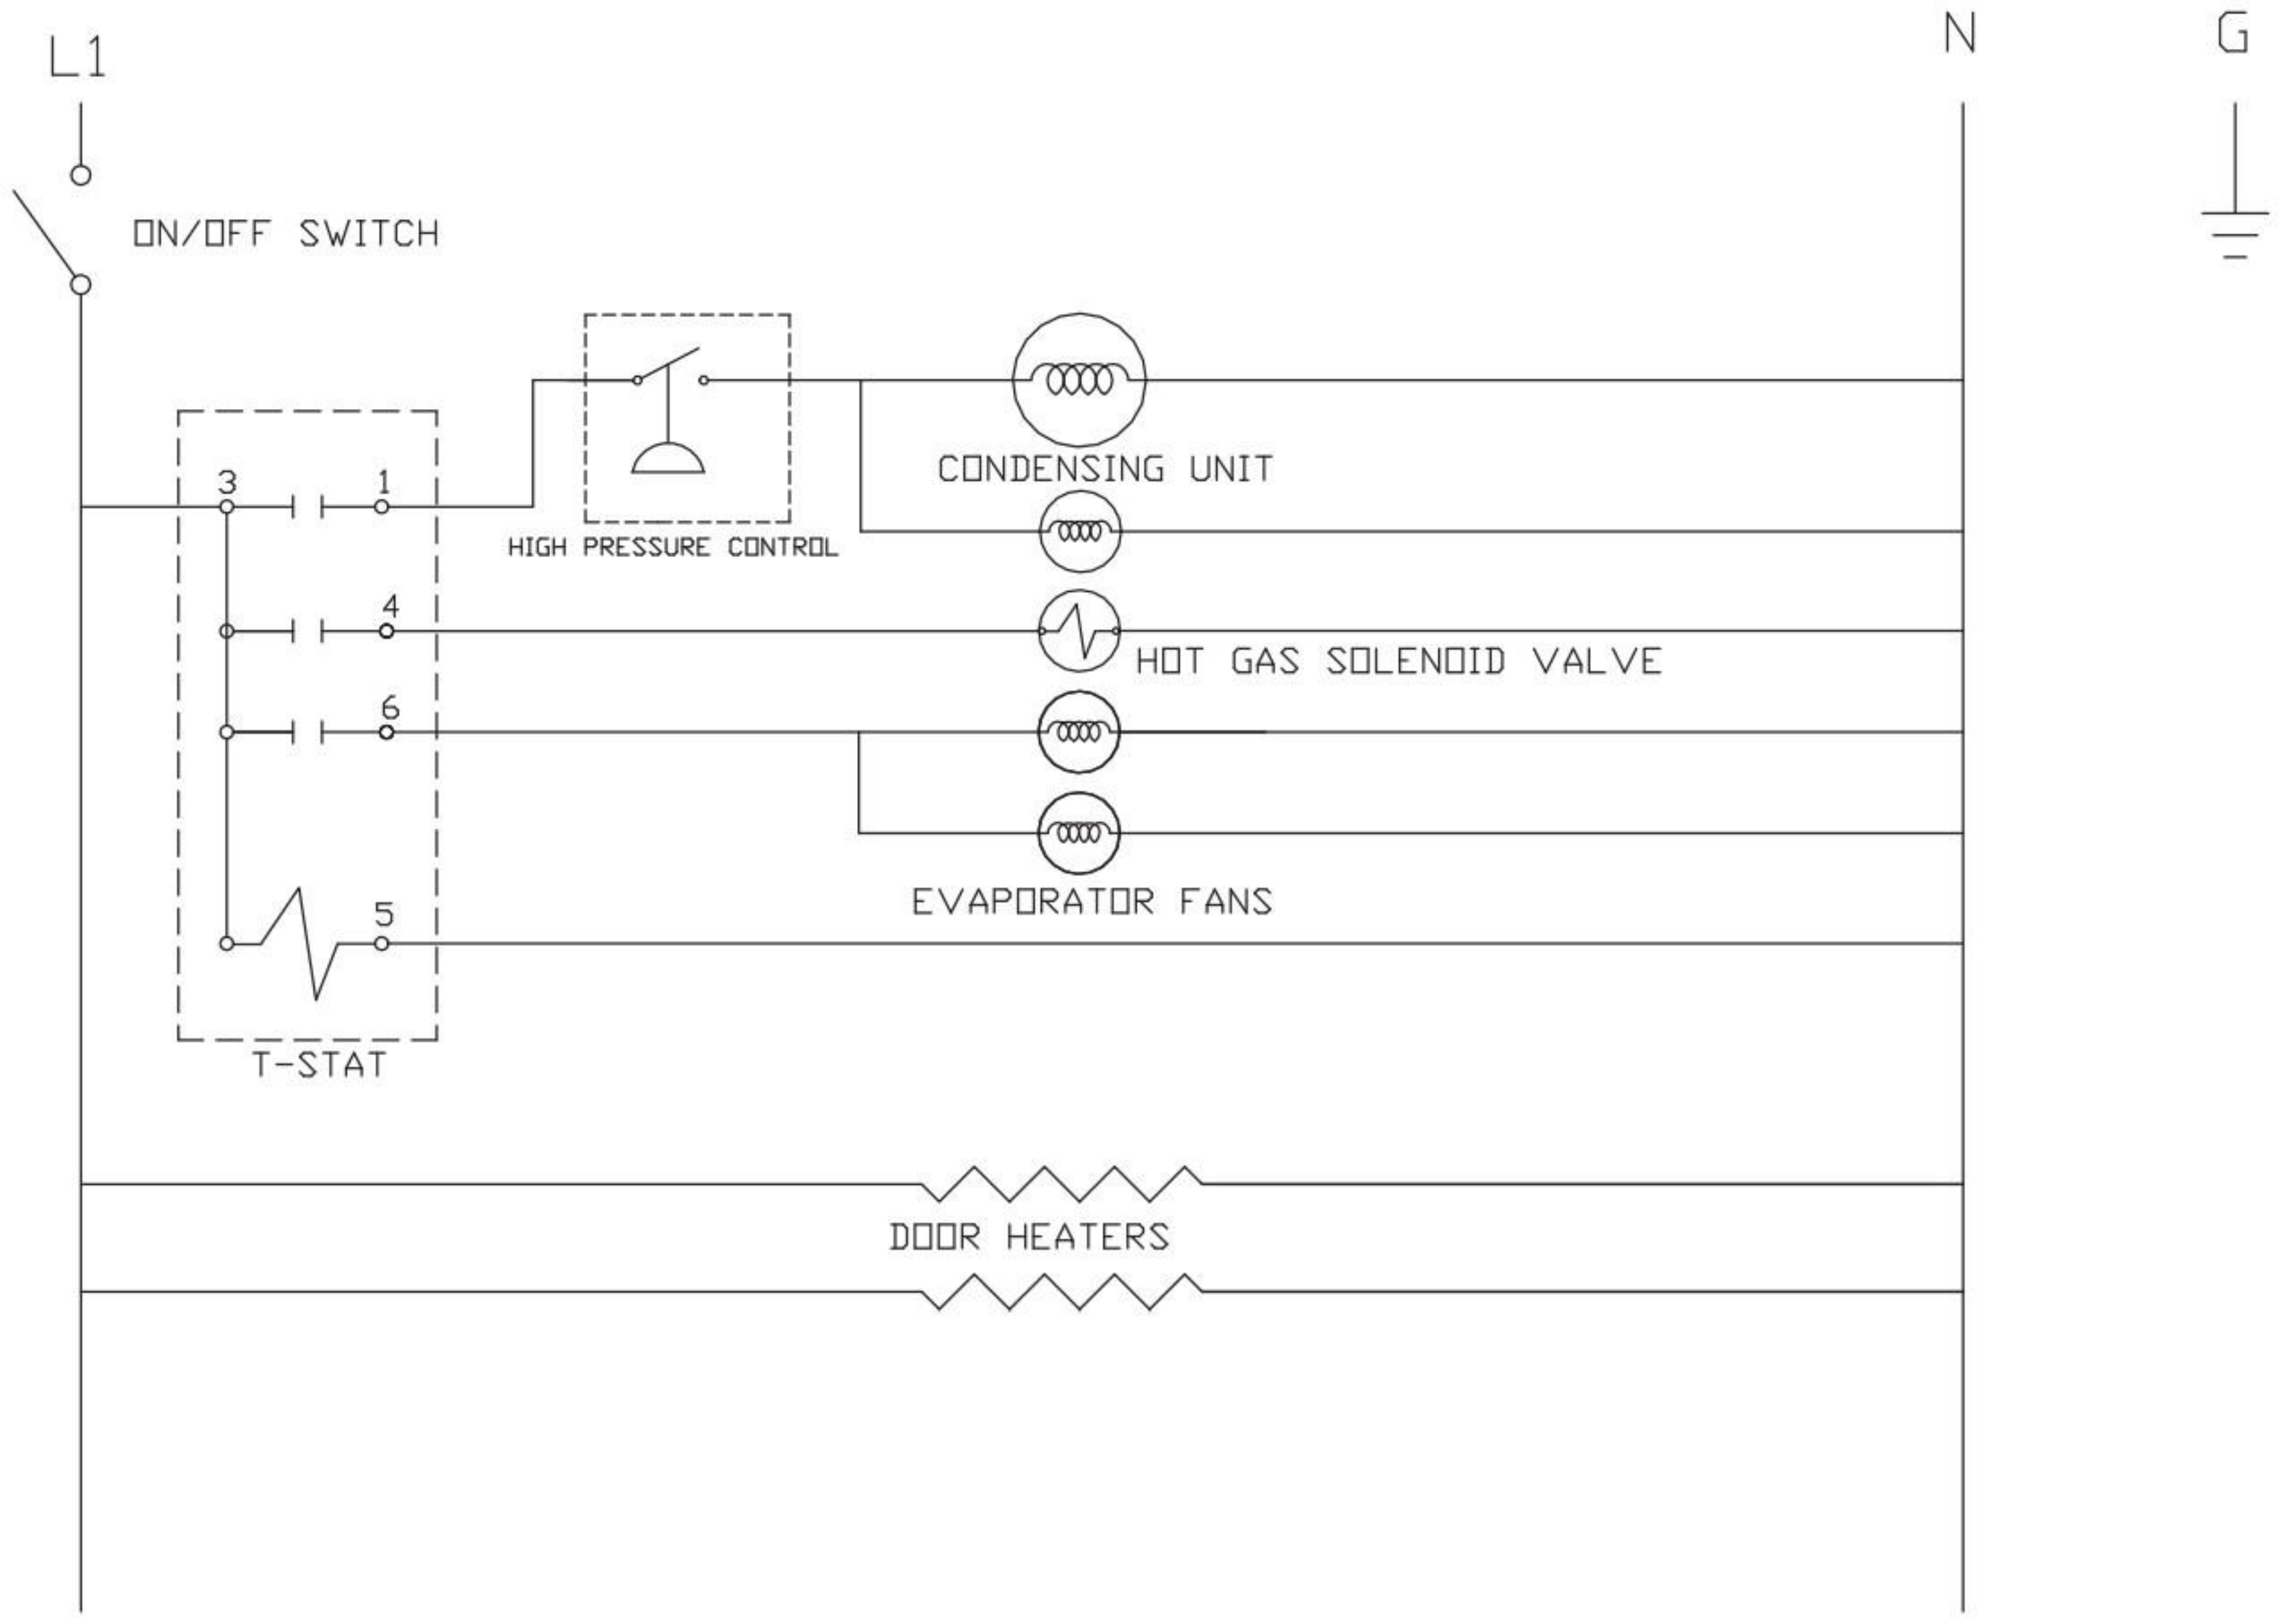 L1
N
G
ON/OFF SWITCH
3
1
CONDENSING UNIT
HIGH PRESSURE CONTROL
4
HOT GAS SOLENOID VALVE
6
EVAPORATOR FANS
5
T-STAT
DOOR HEATERS